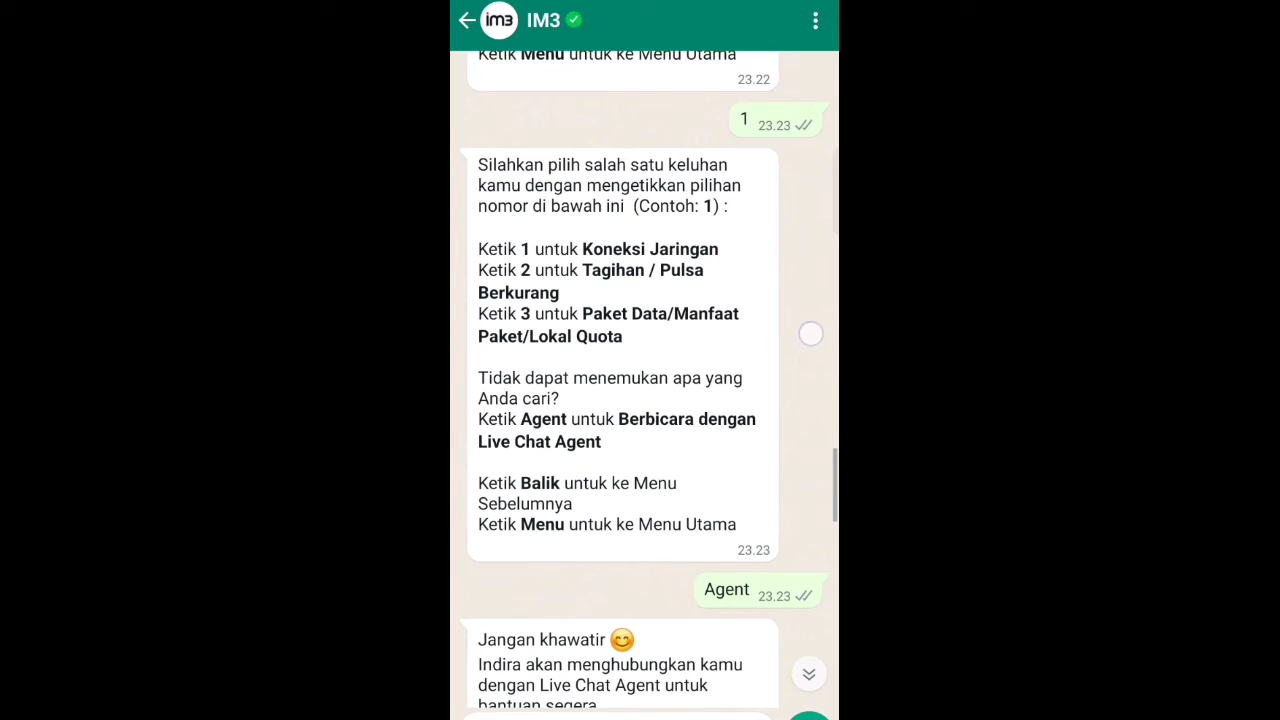 im3 IM3
Ketik Menu untuk ke Menu Utama
23.22
1 23.23
Silahkan pilih salah satu keluhan
kamu dengan mengetikkan pilihan
nomor di bawah ini (Contoh: 1) :
Ketik 1 untuk Koneksi Jaringan
Ketik 2 untuk Tagihan / Pulsa
Berkurang
Ketik 3 untuk Paket Data/Manfaat
Paket/Lokal Quota
Tidak dapat menemukan apa yang
Anda cari?
Ketik Agent untuk Berbicara dengan
Live Chat Agent
Ketik Balik untuk ke Menu
Sebelumnya
Ketik Menu untuk ke Menu Utama
23.23
Agent 23.23
Jangan khawatir 😊
Indira akan menghubungkan kamu
dengan Live Chat Agent untuk
bantuan segera